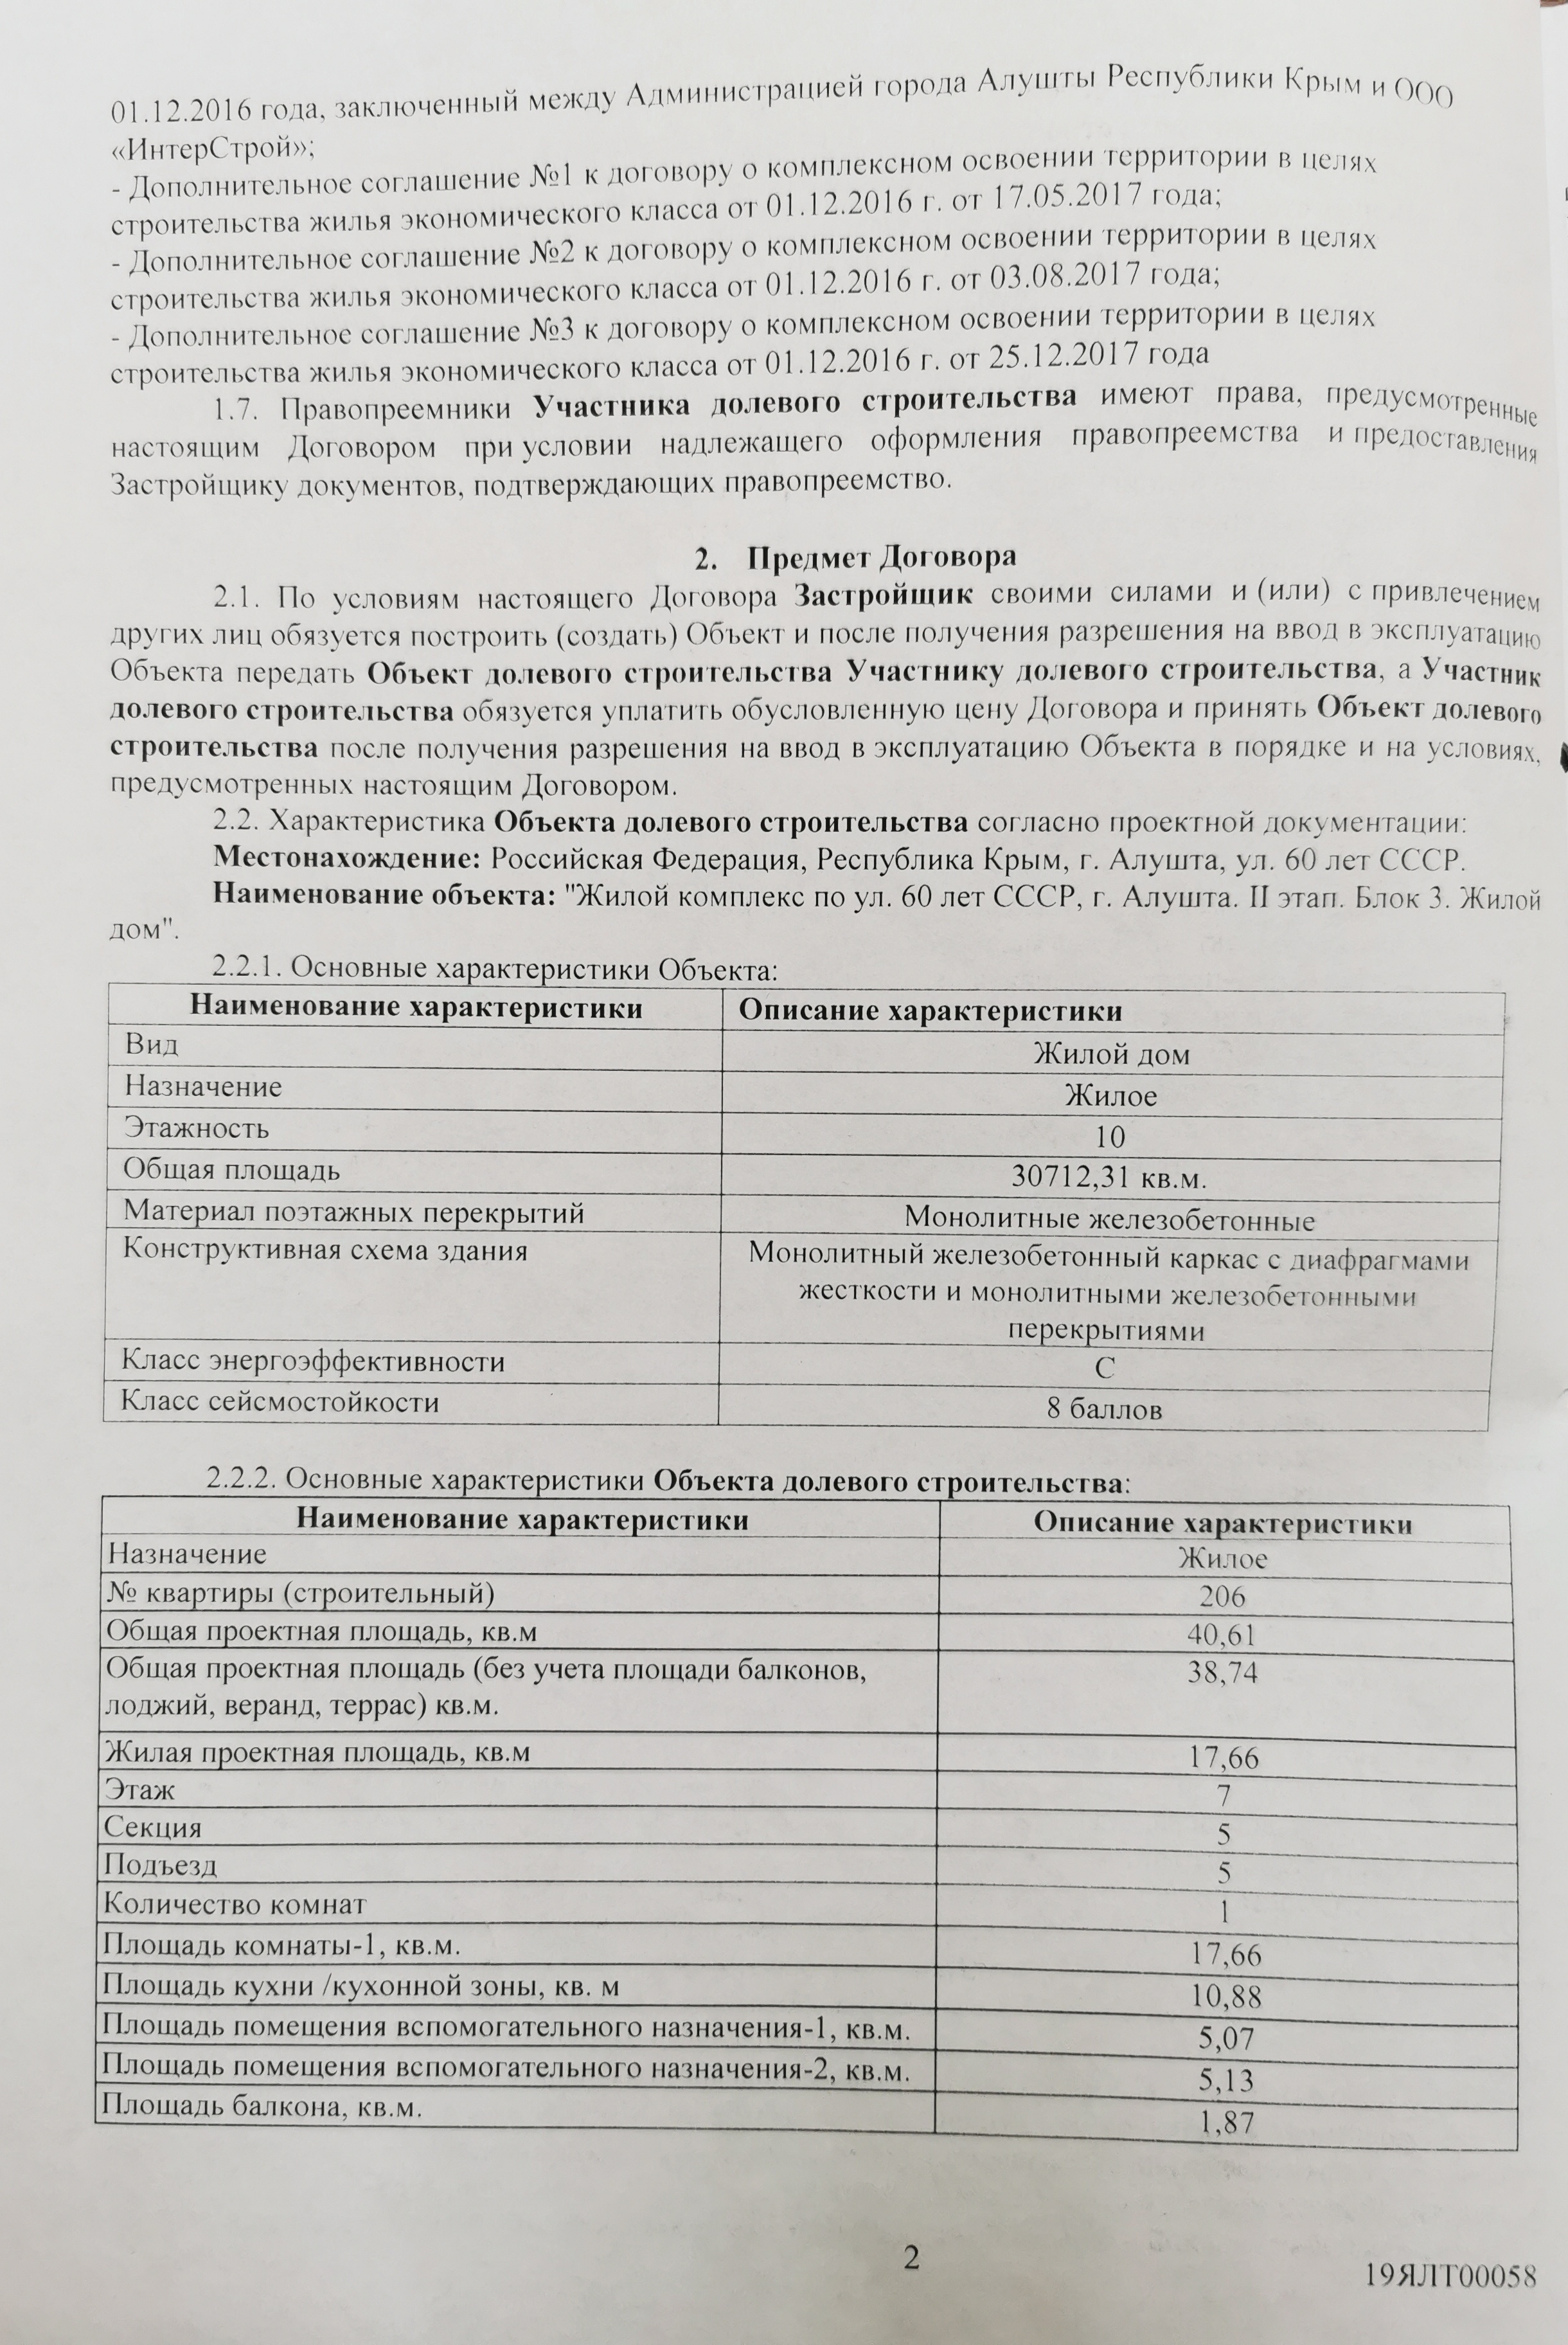 01.12.2016 года, заключенный между Администрацией города Алушты Республики Крым и ООО
«ИнтерСтрой»;
- Дополнительное соглашение №1 к договору о комплексном освоении территории в целях
строительства жилья экономического класса от 01.12.2016 г. от 17.05.2017 года;
- Дополнительное соглашение №2 к договору о комплексном освоении территории в целях
строительства жилья экономического класса от 01.12.2016 г. от 03.08.2017 года;
- Дополнительное соглашение №3 к договору о комплексном освоении территории в целях
строительства жилья экономического класса от 01.12.2016 г. от 25.12.2017 года
1.7. Правопреемники Участника долевого строительства имеют права, предусмотренные
настоящим Договором при условии надлежащего оформления правопреемства и предоставления
Застройщику документов, подтверждающих правопреемство.
2. Предмет Договора
2.1. По условиям настоящего Договора Застройщик своими силами и (или) с привлечением
других лиц обязуется построить (создать) Объект и после получения разрешения на ввод в эксплуатацию
Объекта передать Объект долевого строительства Участнику долевого строительства, а Участник
долевого строительства обязуется уплатить обусловленную цену Договора и принять Объект долевого
строительства после получения разрешения на ввод в эксплуатацию Объекта в порядке и на условиях,
предусмотренных настоящим Договором.
2.2. Характеристика Объекта долевого строительства согласно проектной документации:
Местонахождение: Российская Федерация, Республика Крым, г. Алушта, ул. 60 лет СССР.
Наименование объекта: "Жилой комплекс по ул. 60 лет СССР, г. Алушта. II этап. Блок 3. Жилой
дом".
2.2.1. Основные характеристики Объекта:
Наименование характеристики Описание характеристики
Вид Жилой дом
Назначение Жилое
Этажность 10
Общая площадь 30712,31 кв.м.
Материал поэтажных перекрытий Монолитные железобетонные
Конструктивная схема здания Монолитный железобетонный каркас с диафрагмами
жесткости и монолитными железобетонными
перекрытиями
Класс энергоэффективности С
Класс сейсмостойкости 8 баллов
2.2.2. Основные характеристики Объекта долевого строительства:
Наименование характеристики Описание характеристики
Назначение Жилое
№ квартиры (строительный) 206
Общая проектная площадь, кв.м 40,61
Общая проектная площадь (без учета площади балконов, 38,74
лоджий, веранд, террас) кв.м.
Жилая проектная площадь, кв.м 17,66
Этаж 7
Секция 5
Подъезд 5
Количество комнат 1
Площадь комнаты-1, кв.м. 17,66
Площадь кухни /кухонной зоны, кв. м 10,88
Площадь помещения вспомогательного назначения-1, кв.м. 5,07
Площадь помещения вспомогательного назначения-2, кв.м. 5,13
Площадь балкона, кв.м. 1,87
2
19ЯЛТ00058